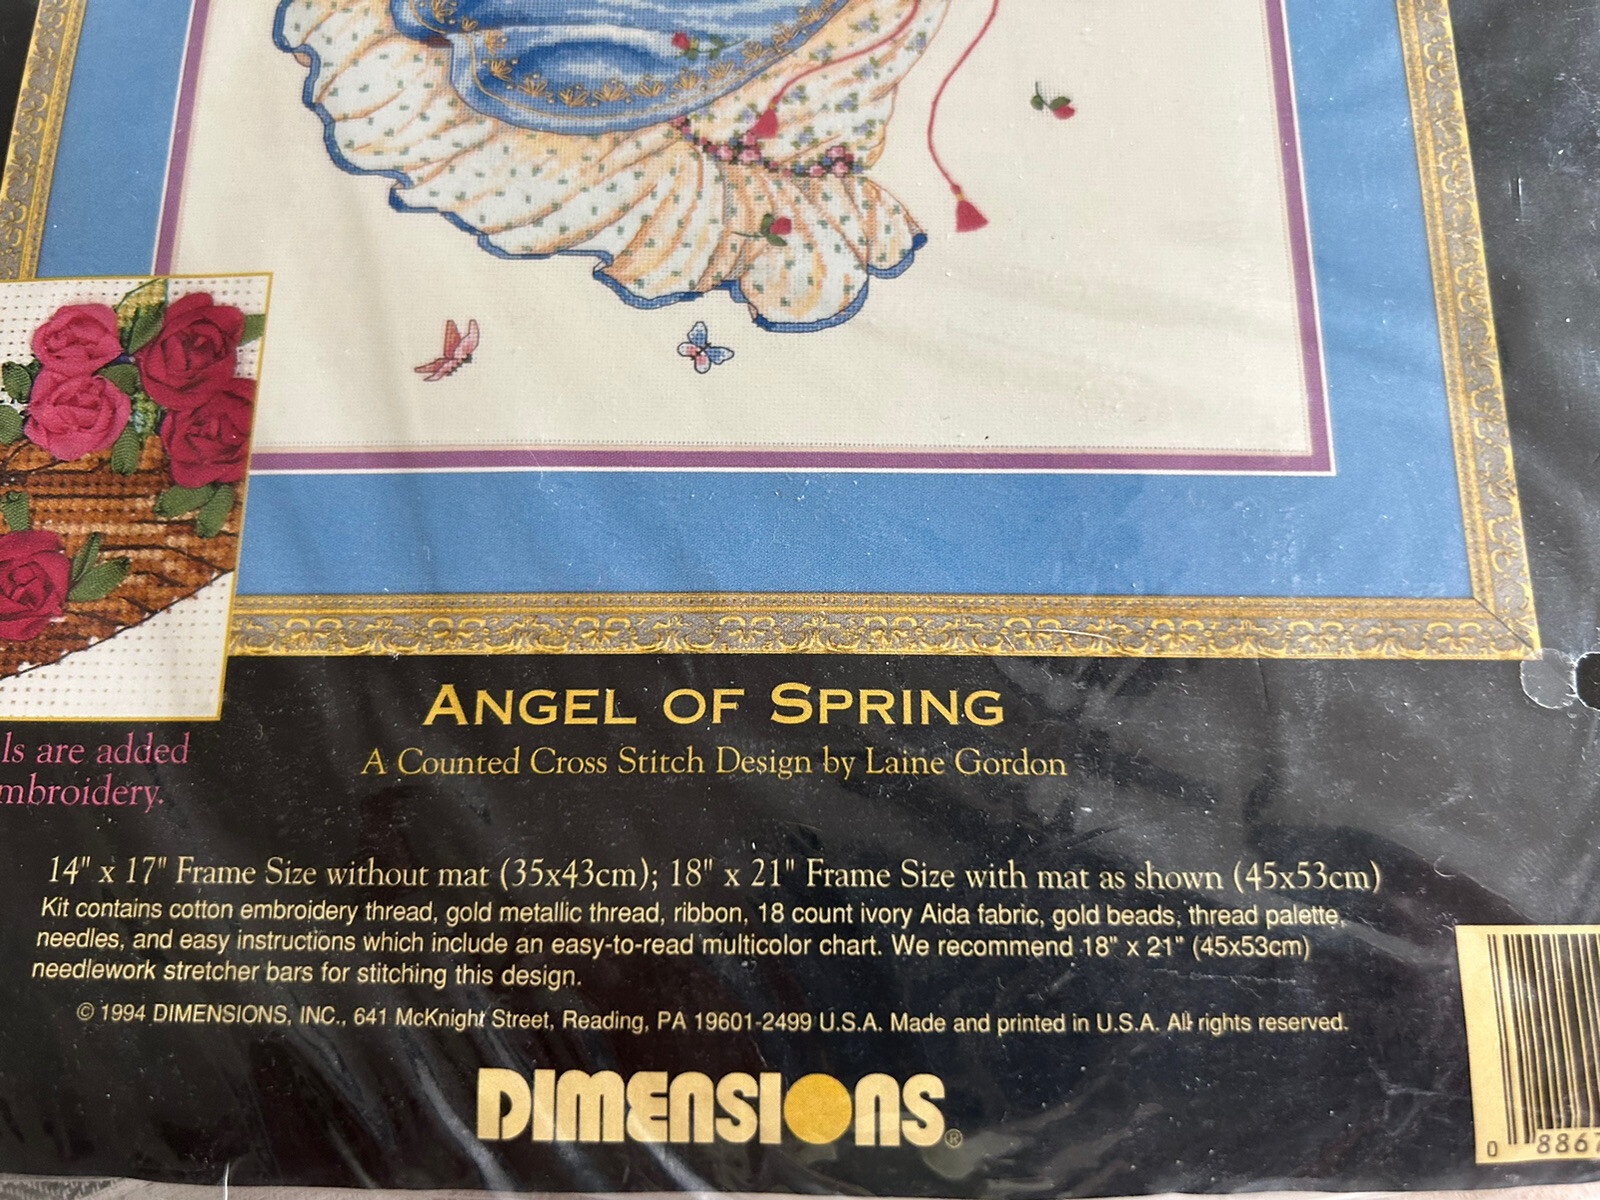 ANGEL OF SPRING
A Counted Cross Stitch Design by Laine Gordon
ls are added
mbroidery.
14" x 17" Frame Size without mat (35x43cm); 18" x 21" Frame Size with mat as shown (45x53cm)
Kit contains cotton embroidery thread, gold metallic thread, ribbon, 18 count ivory Aida fabric, gold beads, thread palette,
needles, and easy instructions which include an easy-to-read multicolor chart. We recommend 18" x 21" (45x53cm)
needlework stretcher bars for stitching this design.
© 1994 DIMENSIONS, INC., 641 McKnight Street, Reading, PA 19601-2499 U.S.A. Made and printed in U.S.A. All rights reserved.
DIMENSIONS®
0 8867